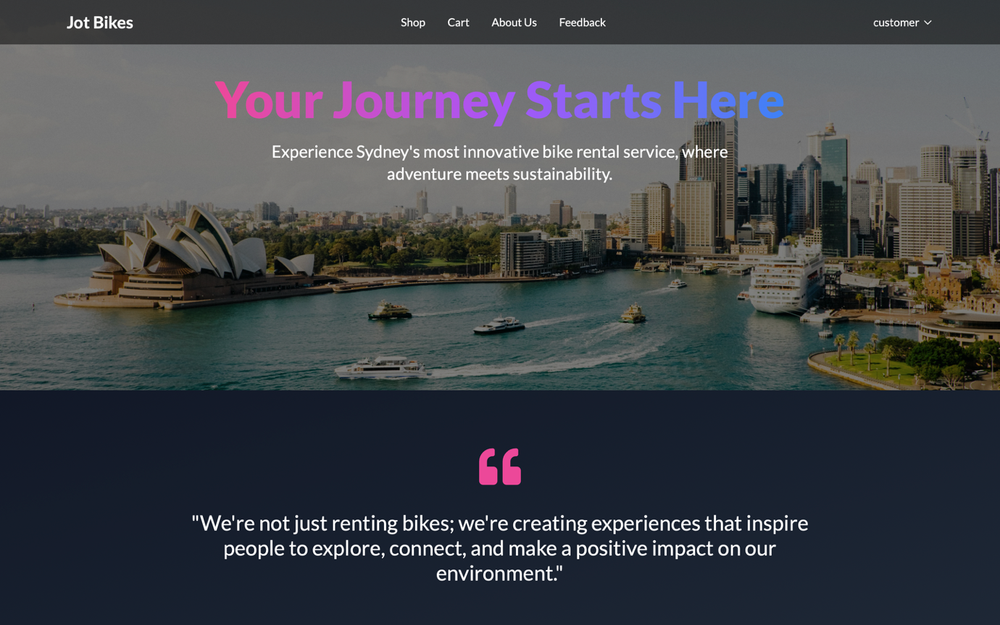 Jot Bikes
Shop
Cart
About Us
Feedback
customer
Your Journey Starts Here
Experience Sydney's most innovative bike rental service, where
adventure meets sustainability.
"We're not just renting bikes; we're creating experiences that inspire
people to explore, connect, and make a positive impact on our
environment."